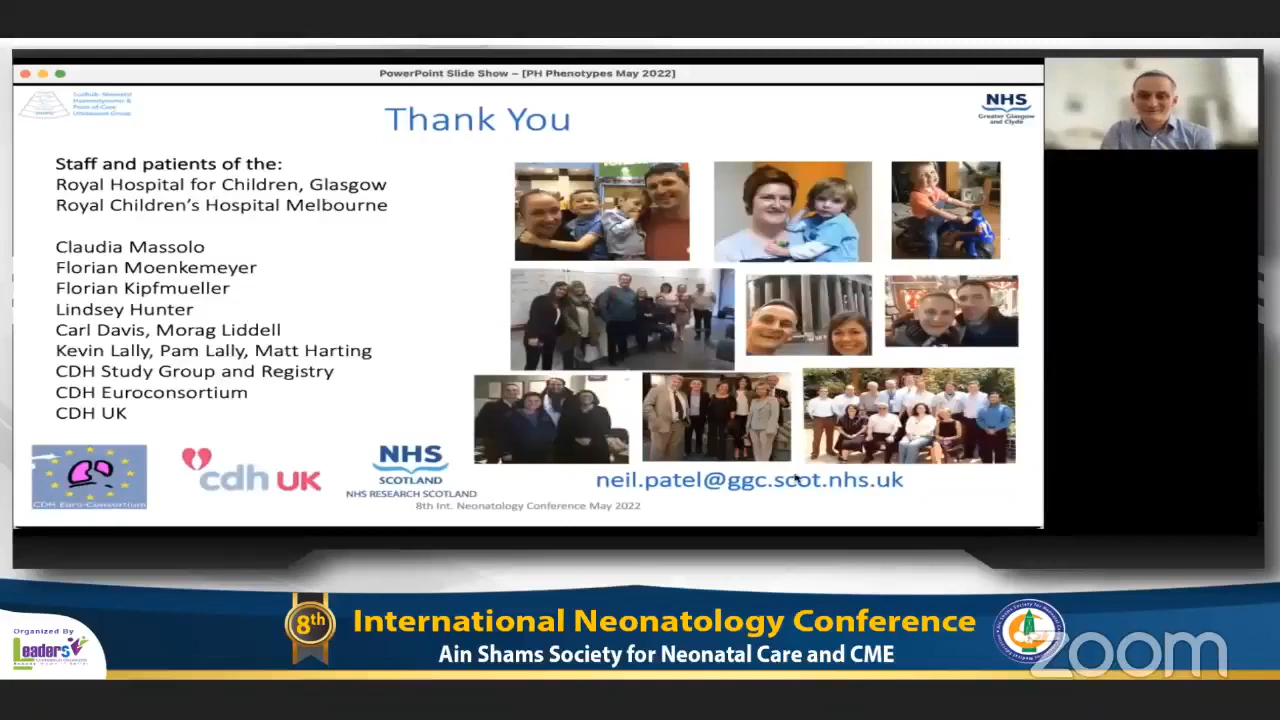 PowerPoint Slide Show – [PH Phenotypes May 2022]
Thank You
NHS
Greater Glasgow
and Clyde
Staff and patients of the:
Royal Hospital for Children, Glasgow
Royal Children's Hospital Melbourne
Claudia Massolo
Florian Moenkemeyer
Florian Kipfmueller
Lindsey Hunter
Carl Davis, Morag Liddell
Kevin Lally, Pam Lally, Matt Harting
CDH Study Group and Registry
CDH Euroconsortium
CDH UK
CDH Euro-Consortium
cdh UK
NHS
SCOTLAND
NHS RESEARCH SCOTLAND
neil.patel@ggc.scot.nhs.uk
8th Int. Neonatology Conference May 2022
Organized By
Leaders
8th
International Neonatology Conference
Ain Shams Society for Neonatal Care and CME
zoom